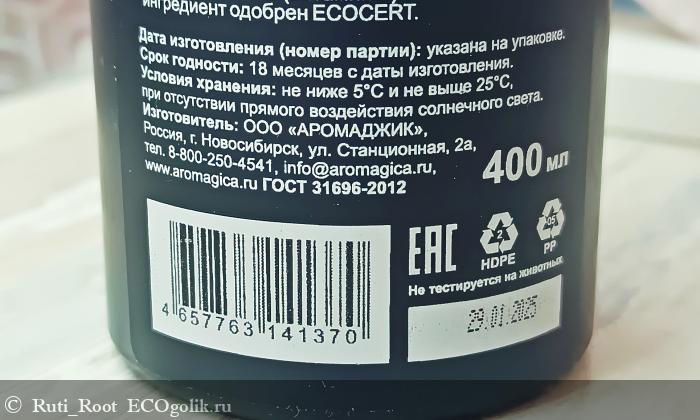 ингредиент одобрен ECOCERT.
Дата изготовления (номер партии): указана на упаковке.
Срок годности: 18 месяцев с даты изготовления.
Условия хранения: не ниже 5°С и не выше 25°С,
при отсутствии прямого воздействия солнечного света.
Изготовитель: ООО «АРОМАДЖИК»,
Россия, г. Новосибирск, ул. Станционная, 2а,
тел. 8-800-250-4541, info@aromagica.ru,
www.aromagica.ru ГОСТ 31696-2012
400 мл
EAC
2
HDPE
05
PP
Не тестируется на животных
29.01.2025
4 657763 141370
© Ruti_Root ECOgolik.ru